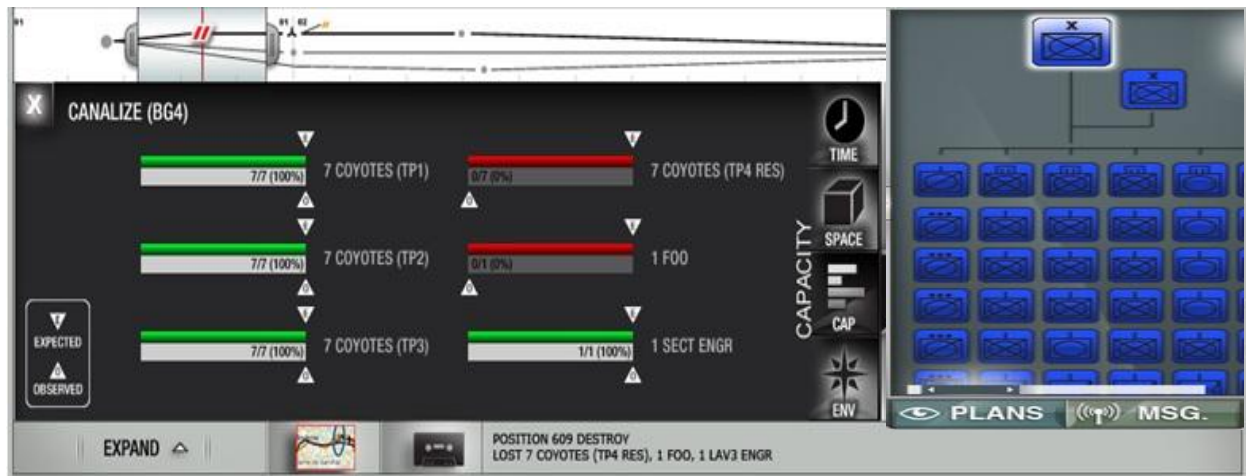 01
01 02
X
CANALIZE (BG4)
E
7/7 (100%)
O
7 COYOTES (TP1)
E
0/7 (0%)
O
7 COYOTES (TP4 RES)
E
7/7 (100%)
O
7 COYOTES (TP2)
E
0/1 (0%)
O
1 FOO
E
7/7 (100%)
O
7 COYOTES (TP3)
E
1/1 (100%)
O
1 SECT ENGR
E
EXPECTED
O
OBSERVED
CAPACITY
TIME
SPACE
CAP
ENV
X
X
PLANS
MSG.
EXPAND
POSITION 609 DESTROY
LOST 7 COYOTES (TP4 RES), 1 FOO, 1 LAV3 ENGR